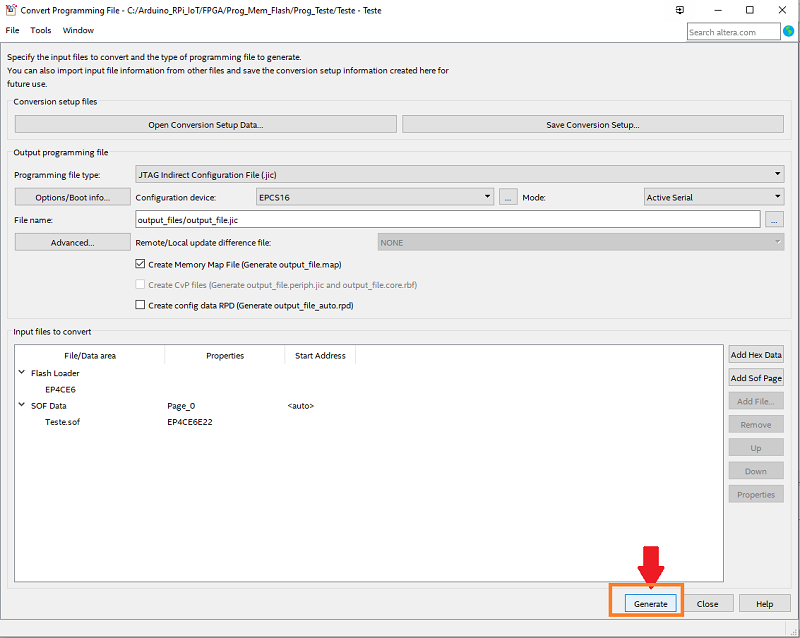 Convert Programming File - C:/Arduino_RPi_IoT/FPGA/Prog_Mem_Flash/Prog_Teste/Teste - Teste
File Tools Window
Search altera.com
Specify the input files to convert and the type of programming file to generate.
You can also import input file information from other files and save the conversion setup information created here for
future use.
Conversion setup files
Open Conversion Setup Data... Save Conversion Setup...
Output programming file
Programming file type: JTAG Indirect Configuration File (.jic)
Options/Boot info... Configuration device: EPCS16 ... Mode: Active Serial
File name: output_files/output_file.jic ...
Advanced... Remote/Local update difference file: NONE
Create Memory Map File (Generate output_file.map)
Create CvP files (Generate output_file.periph.jic and output_file.core.rbf)
Create config data RPD (Generate output_file_auto.rpd)
Input files to convert
File/Data area Properties Start Address
Add Hex Data
Flash Loader
Add Sof Page
EP4CE6
Add File...
SOF Data Page_0 <auto>
Teste.sof EP4CE6E22
Remove
Up
Down
Properties
Generate Close Help